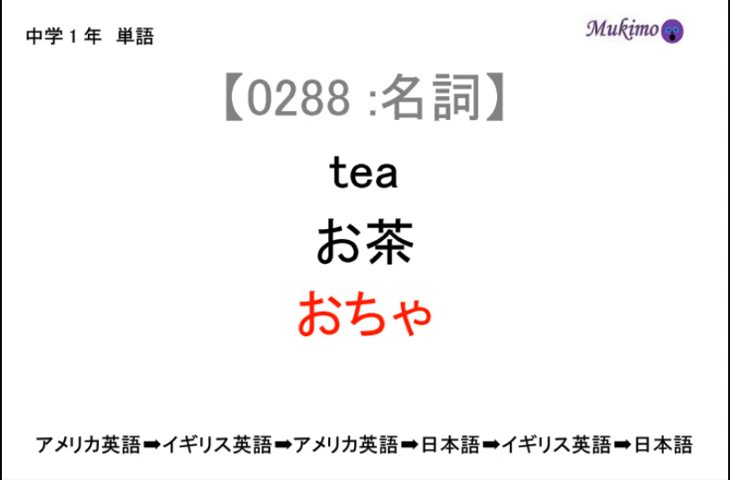 中学1年 単語
Mukimo
【0288 :名詞】
tea
お茶
おちゃ
アメリカ英語➡イギリス英語➡アメリカ英語➡日本語➡イギリス英語➡日本語